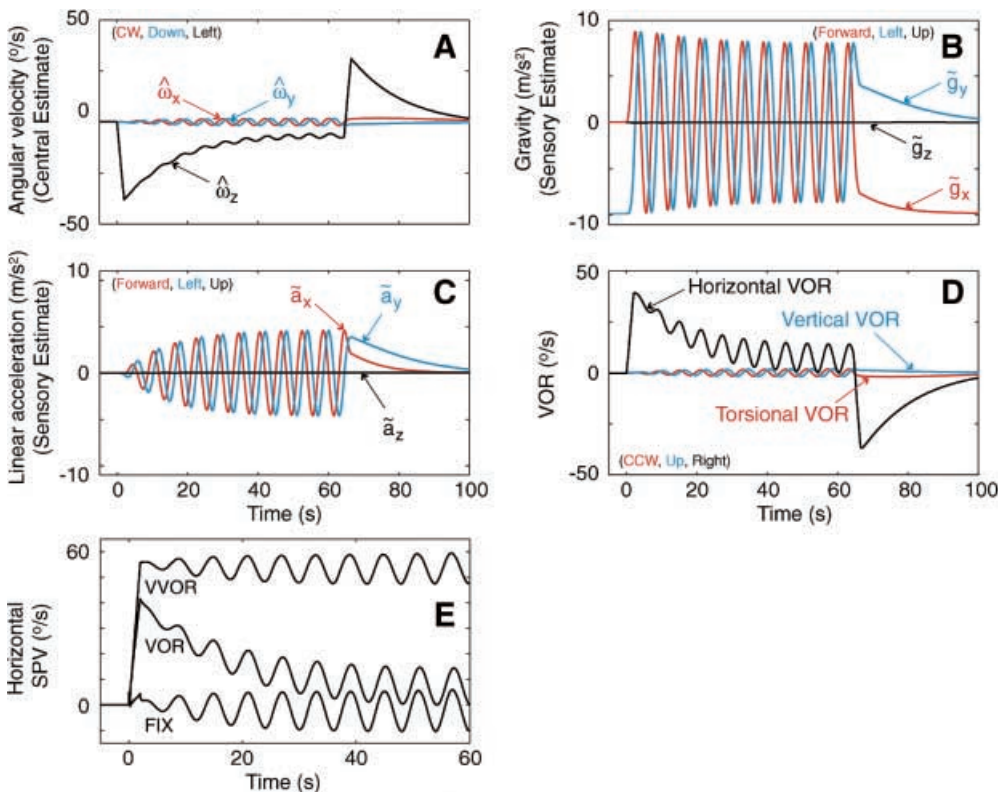 A
(CW, Down, Left)
Angular velocity (°/s)
(Central Estimate)
50
0
-50
ω̂x
ω̂y
ω̂z
B
(Forward, Left, Up)
Gravity (m/s²)
(Sensory Estimate)
10
0
-10
g̃y
g̃z
g̃x
C
(Forward, Left, Up)
Linear acceleration (m/s²)
(Sensory Estimate)
10
0
-10
ãx
ãy
ãz
0 20 40 60 80 100
Time (s)
D
VOR (°/s)
50
0
-50
Horizontal VOR
Vertical VOR
Torsional VOR
(CCW, Up, Right)
0 20 40 60 80 100
Time (s)
E
Horizontal
SPV (°/s)
60
0
VVOR
VOR
FIX
0 20 40 60
Time (s)